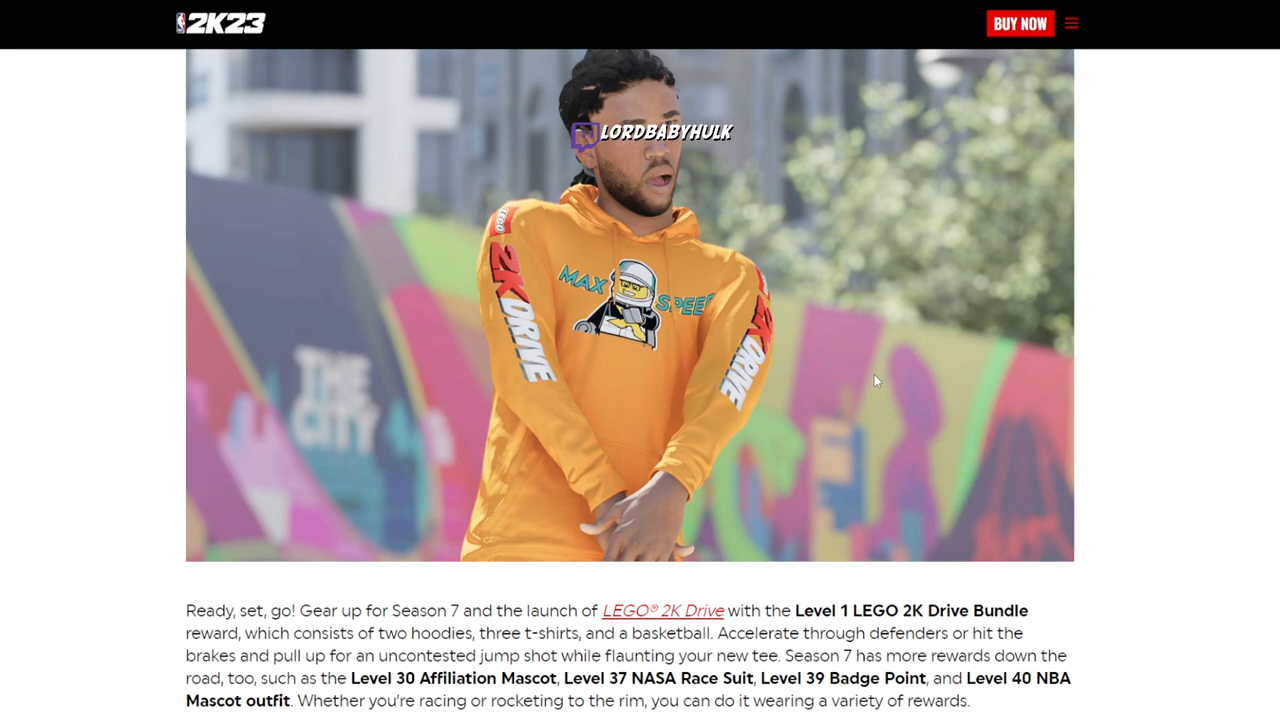 2K23
BUY NOW
LORDBABYHULK
LEGO
2K DRIVE
MAX SPEED
2K DRIVE
THE
CITY
Ready, set, go! Gear up for Season 7 and the launch of LEGO® 2K Drive with the Level 1 LEGO 2K Drive Bundle
reward, which consists of two hoodies, three t-shirts, and a basketball. Accelerate through defenders or hit the
brakes and pull up for an uncontested jump shot while flaunting your new tee. Season 7 has more rewards down the
road, too, such as the Level 30 Affiliation Mascot, Level 37 NASA Race Suit, Level 39 Badge Point, and Level 40 NBA
Mascot outfit. Whether you’re racing or rocketing to the rim, you can do it wearing a variety of rewards.